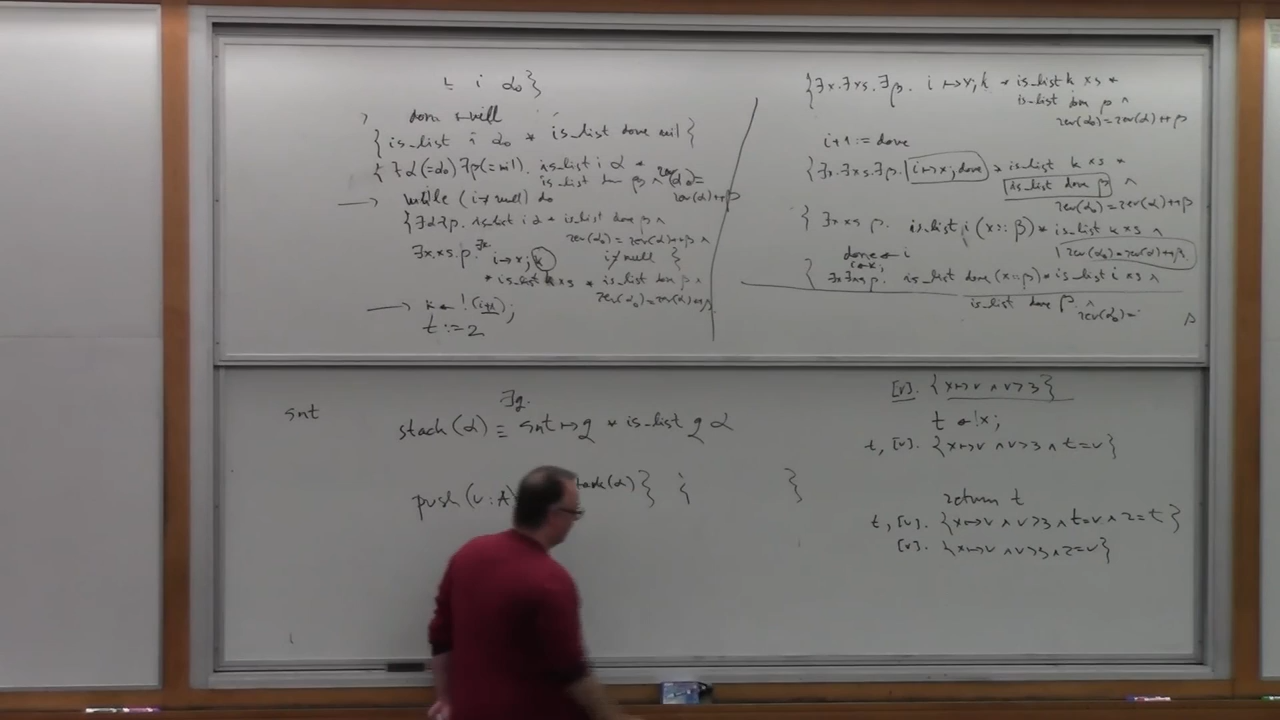 i α₀}
done ← null
{is_list i α₀ * is_list done nil}
{∃α(=α₀) ∃β(=nil). is_list i α *
is_list done β ∧ rev(α₀)=
rev(α)++β
while (i≠null) do
{∃α∃β. is_list i α * is_list done β ∧
rev(α₀) = rev(α)++β ∧
i≠null }
∃x.xs.β. ∃k. i↦x;k
* is_list k xs * is_list done β ∧
rev(α₀)=rev(α)++β
k ← !(i+1);
t := 2
{∃x.∃xs.∃β. i↦x;k * is_list k xs *
is_list done β ∧
rev(α₀)=rev(α)++β
i+1 := done
{∃x.∃xs.∃β. i↦x;done * is_list k xs *
is_list done β ∧
rev(α₀)=rev(α)++β
{∃x xs β. is_list i (x::β) * is_list k xs ∧
rev(α₀)=rev(α)++β
done ← i
i←k;
{∃x∃xsβ. is_list done (x::β) * is_list i xs ∧
is_list done β ∧
rev(α₀)= β
snt
∃q.
stack(α) ≡ snt↦q * is_list q α
push(v:A) stack(α)} { }
[v]. {x↦v ∧ v>3}
t ← !x;
t, [v]. {x↦v ∧ v>3 ∧ t=v}
return t
t, [v]. {x↦v ∧ v>3 ∧ t=v ∧ r=t}
[v]. {x↦v ∧ v>3 ∧ r=v}